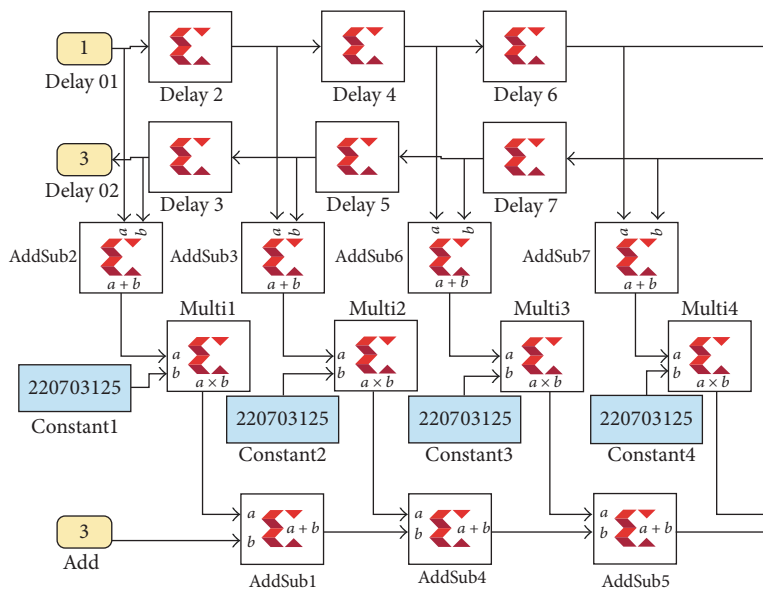 1
Delay 01
Delay 2
Delay 4
Delay 6
3
Delay 02
Delay 3
Delay 5
Delay 7
AddSub2
a
b
a + b
AddSub3
a
b
a + b
AddSub6
a
b
a + b
AddSub7
a
b
a + b
Multi1
a
b
a × b
Multi2
a
b
a × b
Multi3
a
b
a × b
Multi4
a
b
a × b
220703125
Constant1
220703125
Constant2
220703125
Constant3
220703125
Constant4
3
Add
a
b
a + b
AddSub1
a
b
a + b
AddSub4
a
b
a + b
AddSub5